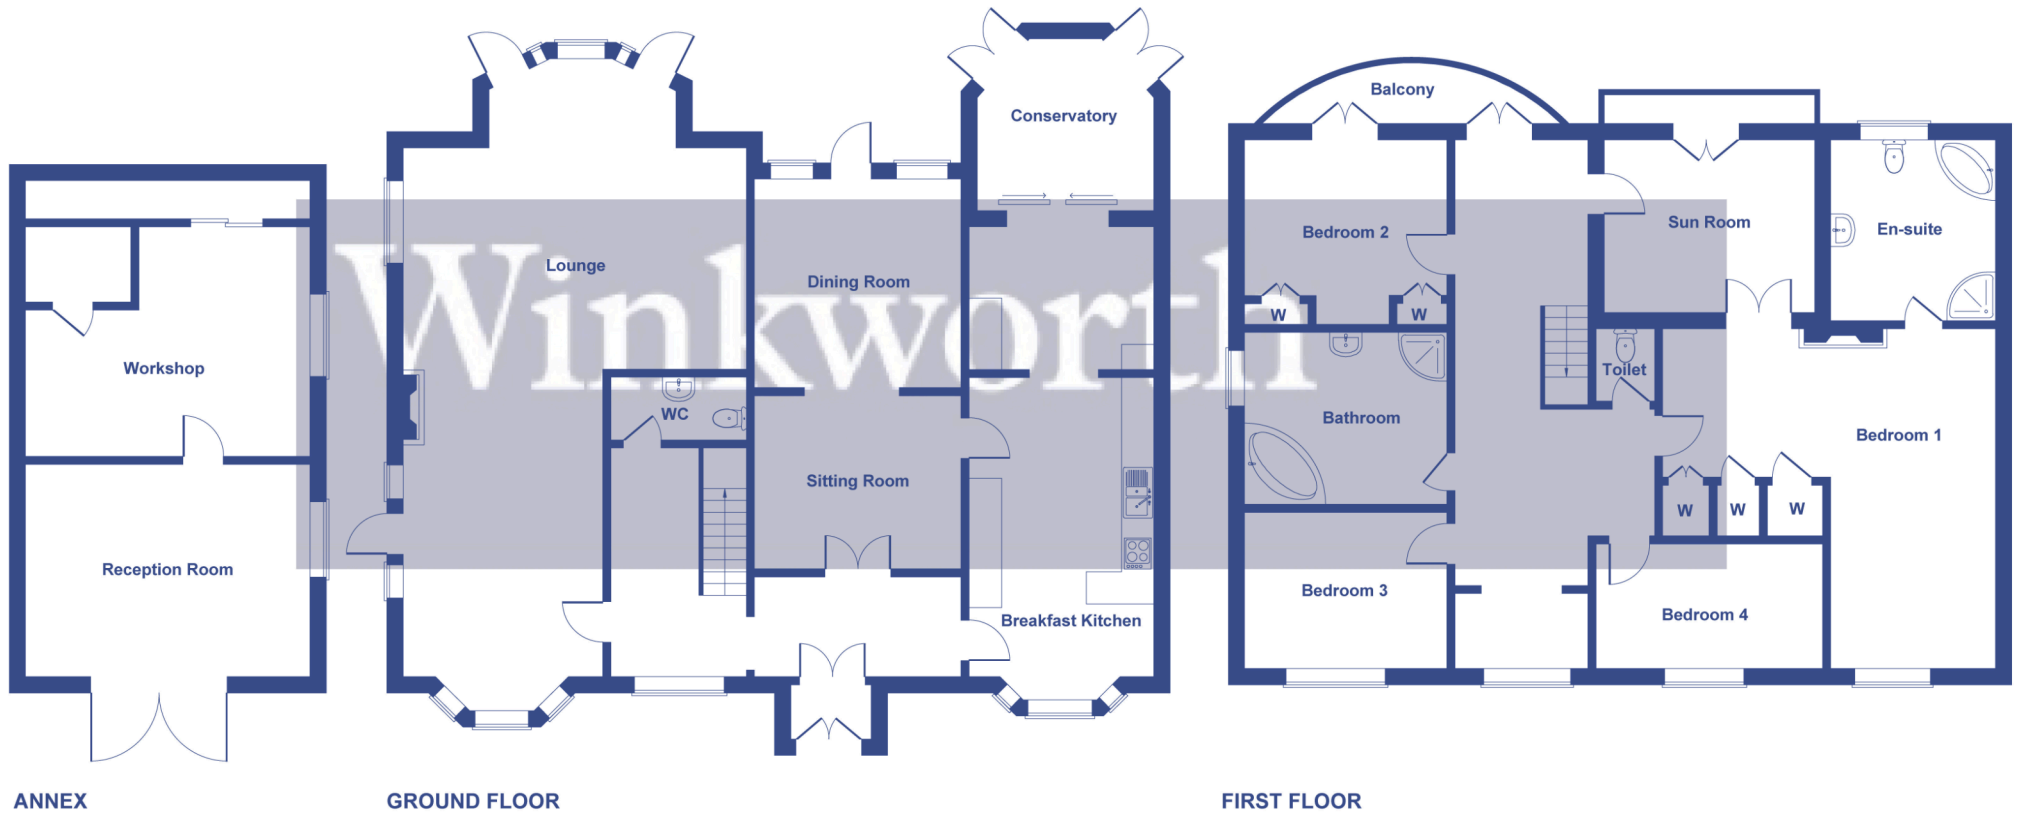 Balcony
Conservatory
Bedroom 2
Sun Room
En-suite
Lounge
Dining Room
Winkworth
W
W
Workshop
Toilet
WC
Bathroom
Bedroom 1
Sitting Room
W
W
W
Reception Room
Breakfast Kitchen
Bedroom 3
Bedroom 4
ANNEX
GROUND FLOOR
FIRST FLOOR